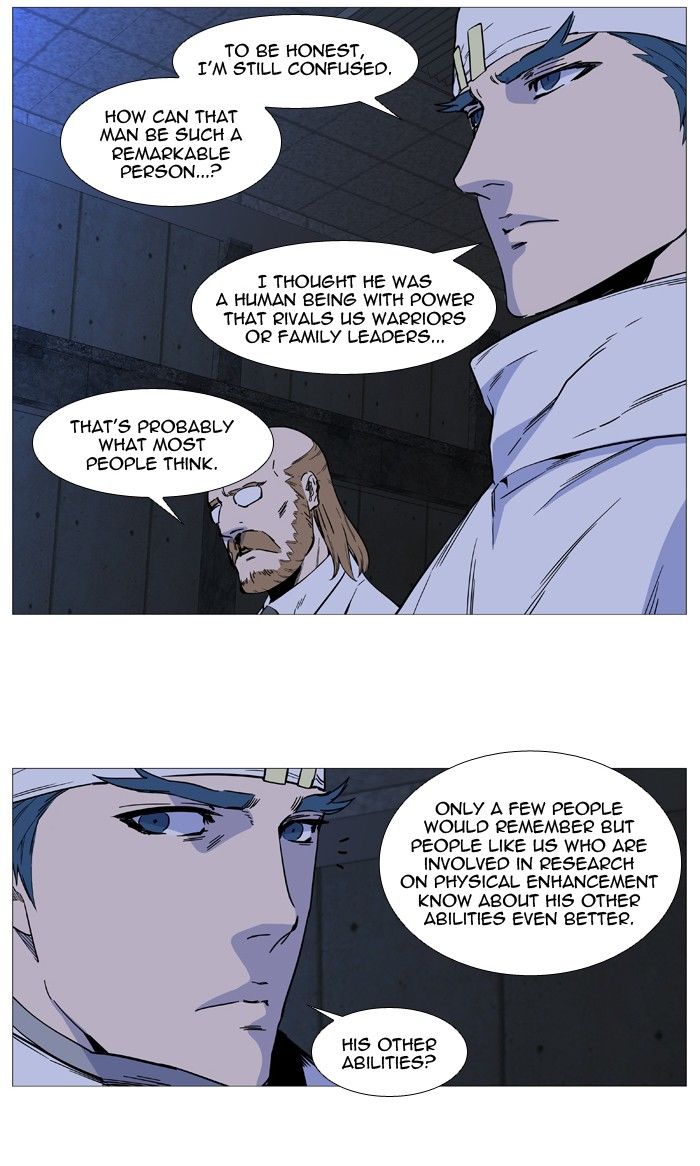 TO BE HONEST,
I'M STILL CONFUSED.
HOW CAN THAT
MAN BE SUCH A
REMARKABLE
PERSON...?
I THOUGHT HE WAS
A HUMAN BEING WITH POWER
THAT RIVALS US WARRIORS
OR FAMILY LEADERS...
THAT'S PROBABLY
WHAT MOST
PEOPLE THINK.
ONLY A FEW PEOPLE
WOULD REMEMBER BUT
PEOPLE LIKE US WHO ARE
INVOLVED IN RESEARCH
ON PHYSICAL ENHANCEMENT
KNOW ABOUT HIS OTHER
ABILITIES EVEN BETTER.
HIS OTHER
ABILITIES?